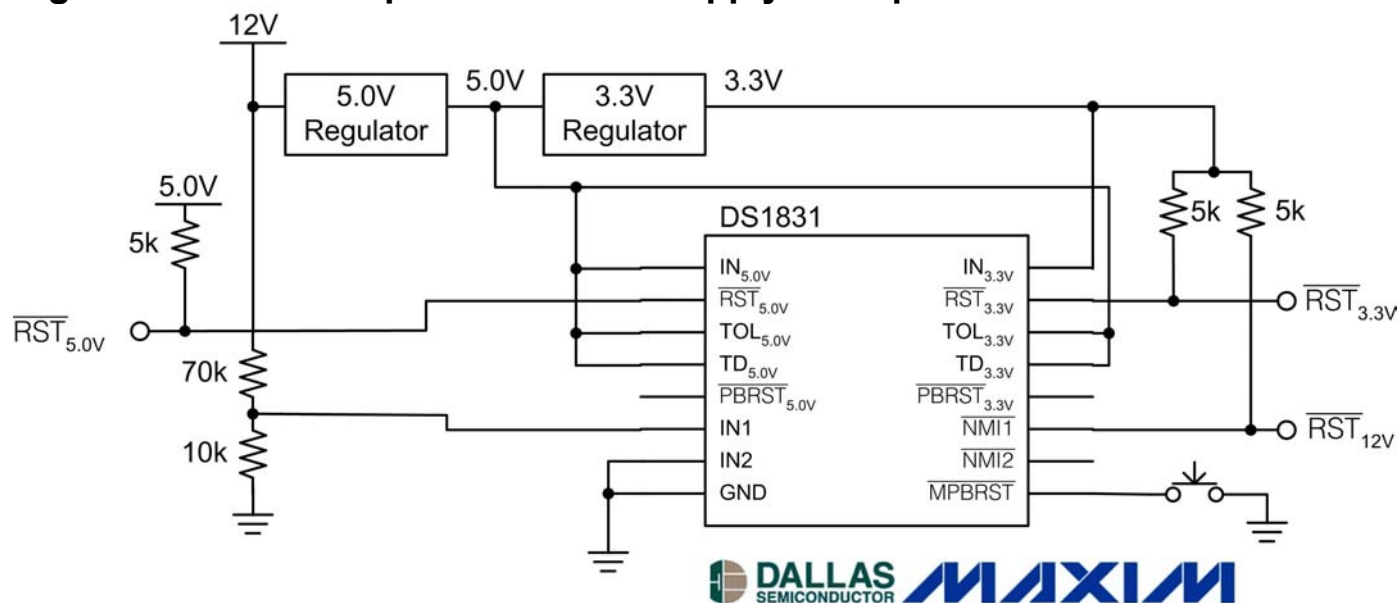 12V
5.0V
Regulator
5.0V
3.3V
Regulator
3.3V
5.0V
5k
5k
5k
DS1831
IN5.0V
RST5.0V
TOL5.0V
TD5.0V
PBRST5.0V
IN1
IN2
GND
IN3.3V
RST3.3V
TOL3.3V
TD3.3V
PBRST3.3V
NMI1
NMI2
MPBRST
RST5.0V
70k
10k
RST3.3V
RST12V
DALLAS
SEMICONDUCTOR
MAXIM